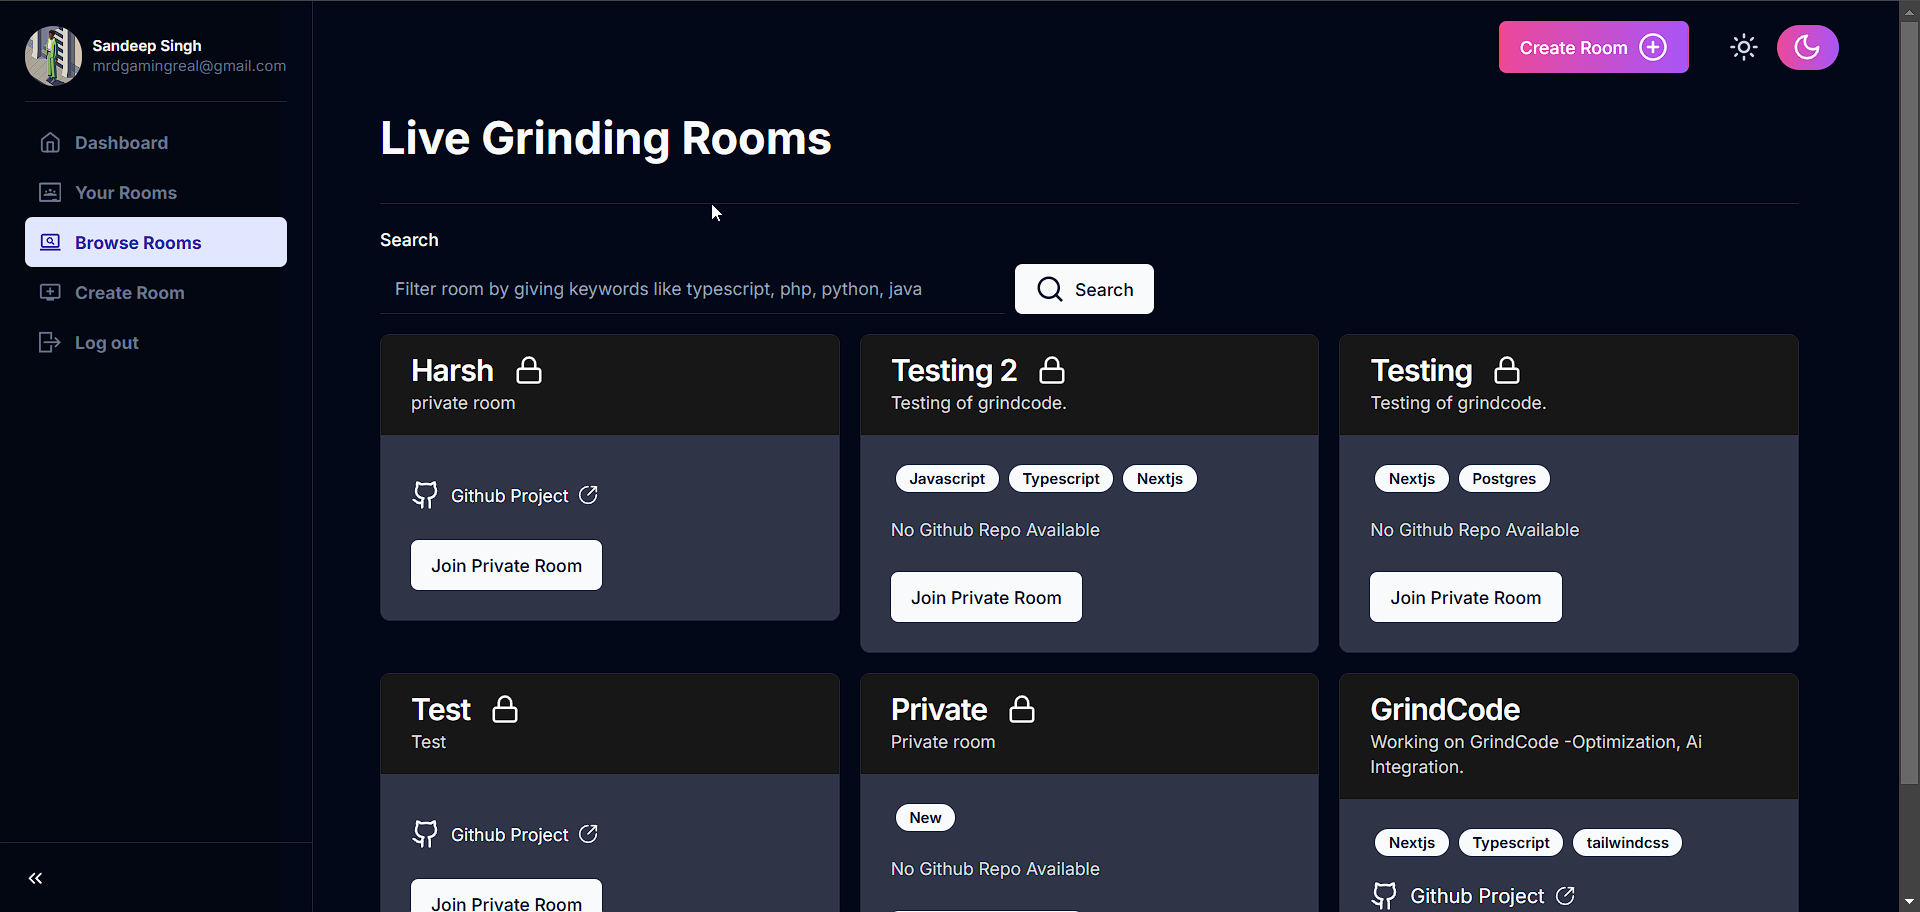 Sandeep Singh
mrdgamingreal@gmail.com
Dashboard
Your Rooms
Browse Rooms
Create Room
Log out
Create Room
Live Grinding Rooms
Search
Filter room by giving keywords like typescript, php, python, java
Search
Harsh
private room
Github Project
Join Private Room
Testing 2
Testing of grindcode.
Javascript Typescript Nextjs
No Github Repo Available
Join Private Room
Testing
Testing of grindcode.
Nextjs Postgres
No Github Repo Available
Join Private Room
Test
Test
Github Project
Join Private Room
Private
Private room
New
No Github Repo Available
GrindCode
Working on GrindCode -Optimization, Ai
Integration.
Nextjs Typescript tailwindcss
Github Project